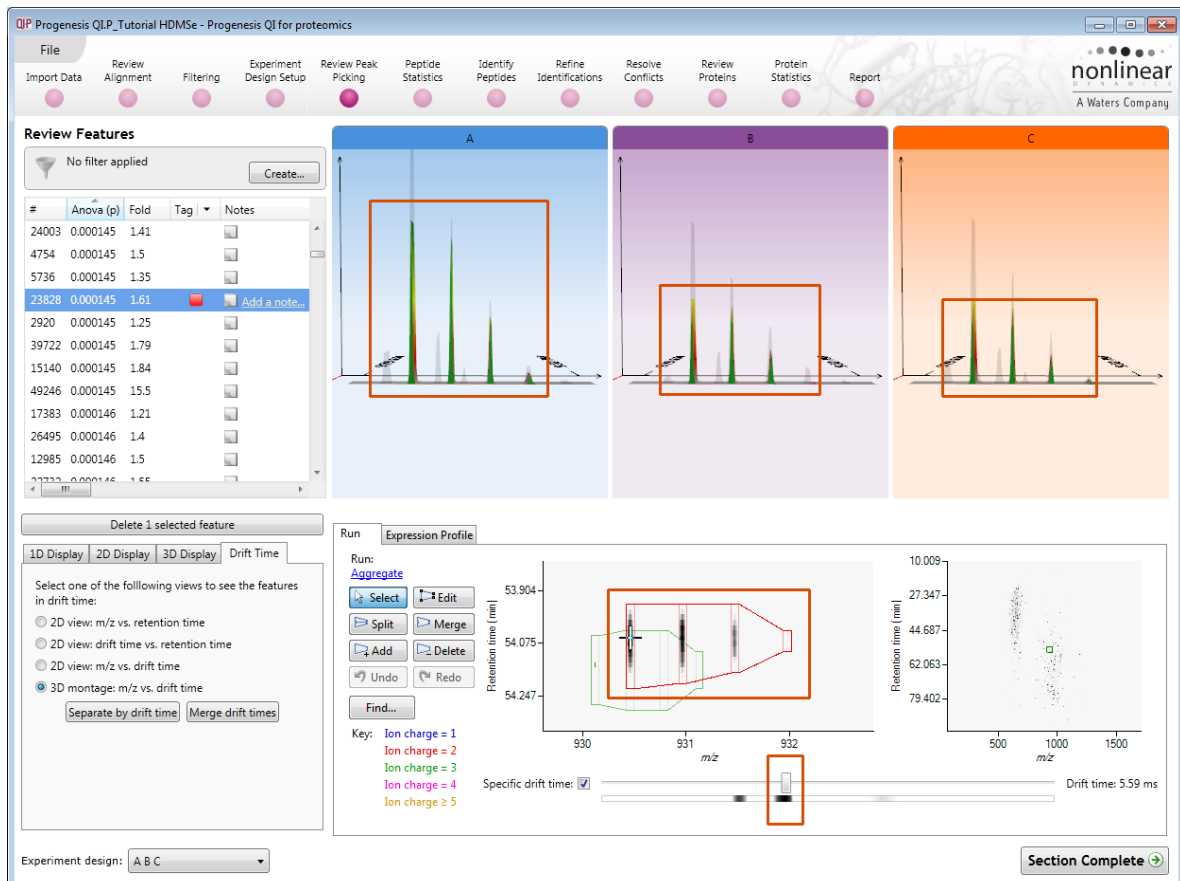 QIP Progenesis QI.P_Tutorial HDMSe - Progenesis QI for proteomics
File
Import Data
Review Alignment
Filtering
Experiment Design Setup
Review Peak Picking
Peptide Statistics
Identify Peptides
Refine Identifications
Resolve Conflicts
Review Proteins
Protein Statistics
Report
nonlinear
DYNAMICS
A Waters Company
Review Features
No filter applied
Create...
# Anova (p) Fold Tag Notes
24003 0.000145 1.41
4754 0.000145 1.5
5736 0.000145 1.35
23828 0.000145 1.61 Add a note...
2920 0.000145 1.25
39722 0.000145 1.79
15140 0.000145 1.84
49246 0.000145 15.5
17383 0.000146 1.21
26495 0.000146 1.4
12985 0.000146 1.5
A
B
C
Delete 1 selected feature
1D Display 2D Display 3D Display Drift Time
Select one of the folllowing views to see the features
in drift time:
2D view: m/z vs. retention time
2D view: drift time vs. retention time
2D view: m/z vs. drift time
3D montage: m/z vs. drift time
Separate by drift time Merge drift times
Run Expression Profile
Run:
Aggregate
Select Edit
Split Merge
Add Delete
Undo Redo
Find...
Key: Ion charge = 1
Ion charge = 2
Ion charge = 3
Ion charge = 4
Ion charge ≥ 5
Retention time [min]
53.904
54.075
54.247
930 931 932
m/z
Retention time [min]
10.009
27.347
44.687
62.063
79.402
500 1000 1500
m/z
Specific drift time: Drift time: 5.59 ms
Experiment design: A B C
Section Complete